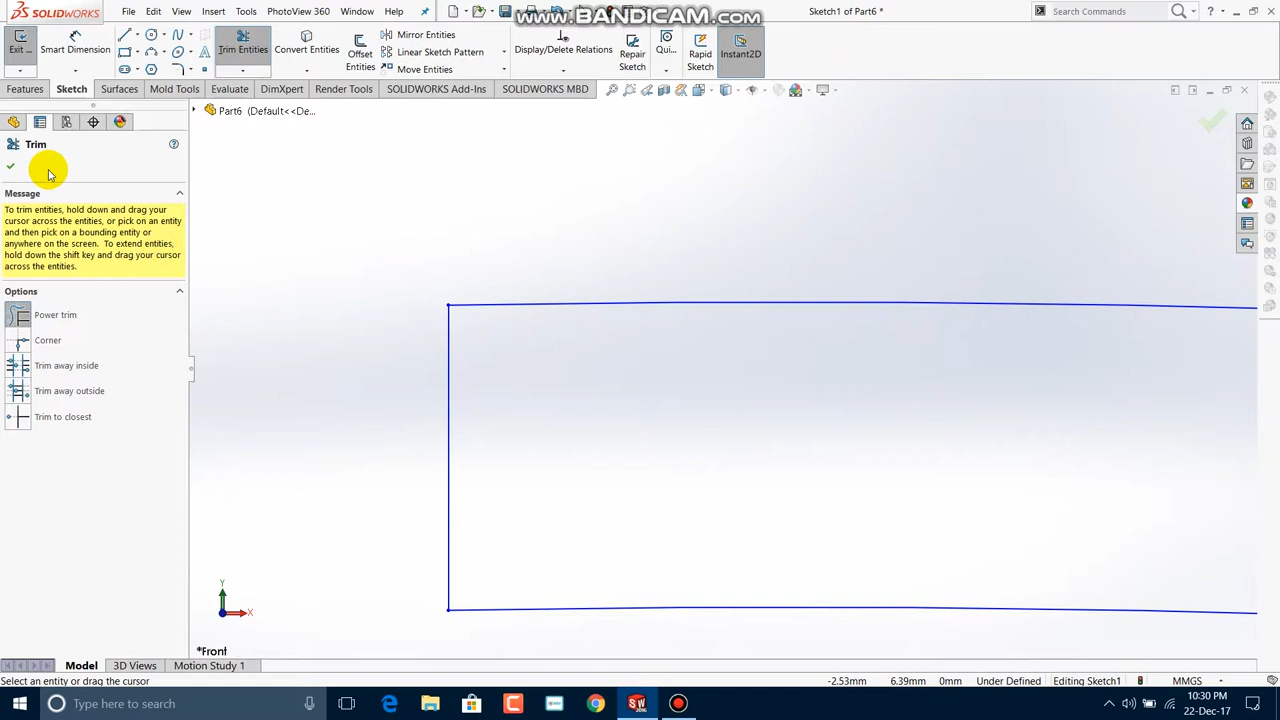 SOLIDWORKS File Edit View Insert Tools PhotoView 360 Window Help
www.BANDICAM.com
Sketch1 of Part6 * Search Commands
Exit ... Smart Dimension Trim Entities Convert Entities Offset Entities Mirror Entities Linear Sketch Pattern Move Entities Display/Delete Relations Repair Sketch Qui... Rapid Sketch Instant2D
Features Sketch Surfaces Mold Tools Evaluate DimXpert Render Tools SOLIDWORKS Add-Ins SOLIDWORKS MBD
Part6 (Default<<De...
Trim
Message
To trim entities, hold down and drag your
cursor across the entities, or pick on an entity
and then pick on a bounding entity or
anywhere on the screen. To extend entities,
hold down the shift key and drag your cursor
across the entities.
Options
Power trim
Corner
Trim away inside
Trim away outside
Trim to closest
Y
X
*Front
Model 3D Views Motion Study 1
Select an entity or drag the cursor -2.53mm 6.39mm 0mm Under Defined Editing Sketch1 MMGS
Type here to search
10:30 PM
22-Dec-17